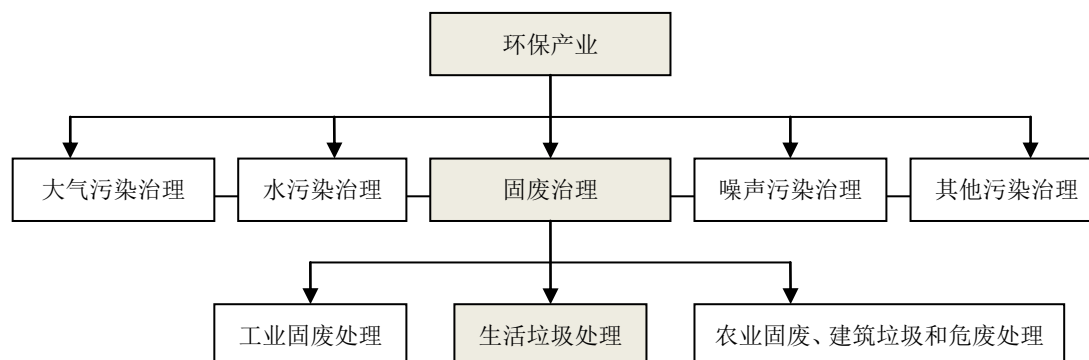 环保产业
大气污染治理
水污染治理
固废治理
噪声污染治理
其他污染治理
工业固废处理
生活垃圾处理
农业固废、建筑垃圾和危废处理